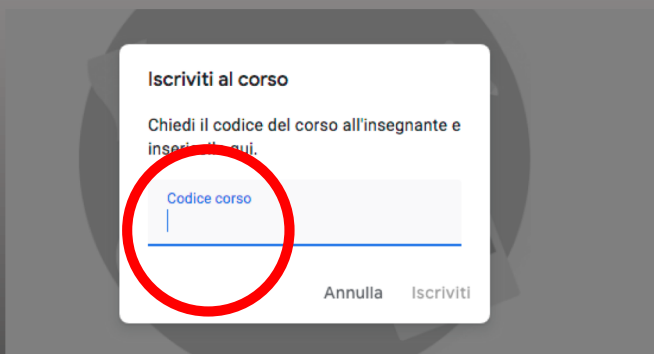 Iscriviti al corso
Chiedi il codice del corso all'insegnante e
qui.
Codice corso
Annulla Iscriviti